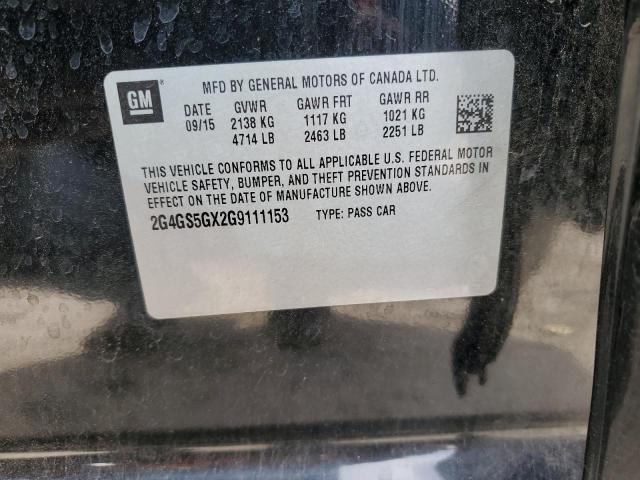 GM ®
MFD BY GENERAL MOTORS OF CANADA LTD.
DATE GVWR GAWR FRT GAWR RR
09/15 2138 KG 1117 KG 1021 KG
4714 LB 2463 LB 2251 LB
THIS VEHICLE CONFORMS TO ALL APPLICABLE U.S. FEDERAL MOTOR
VEHICLE SAFETY, BUMPER, AND THEFT PREVENTION STANDARDS IN
EFFECT ON THE DATE OF MANUFACTURE SHOWN ABOVE.
2G4GS5GX2G9111153 TYPE: PASS CAR